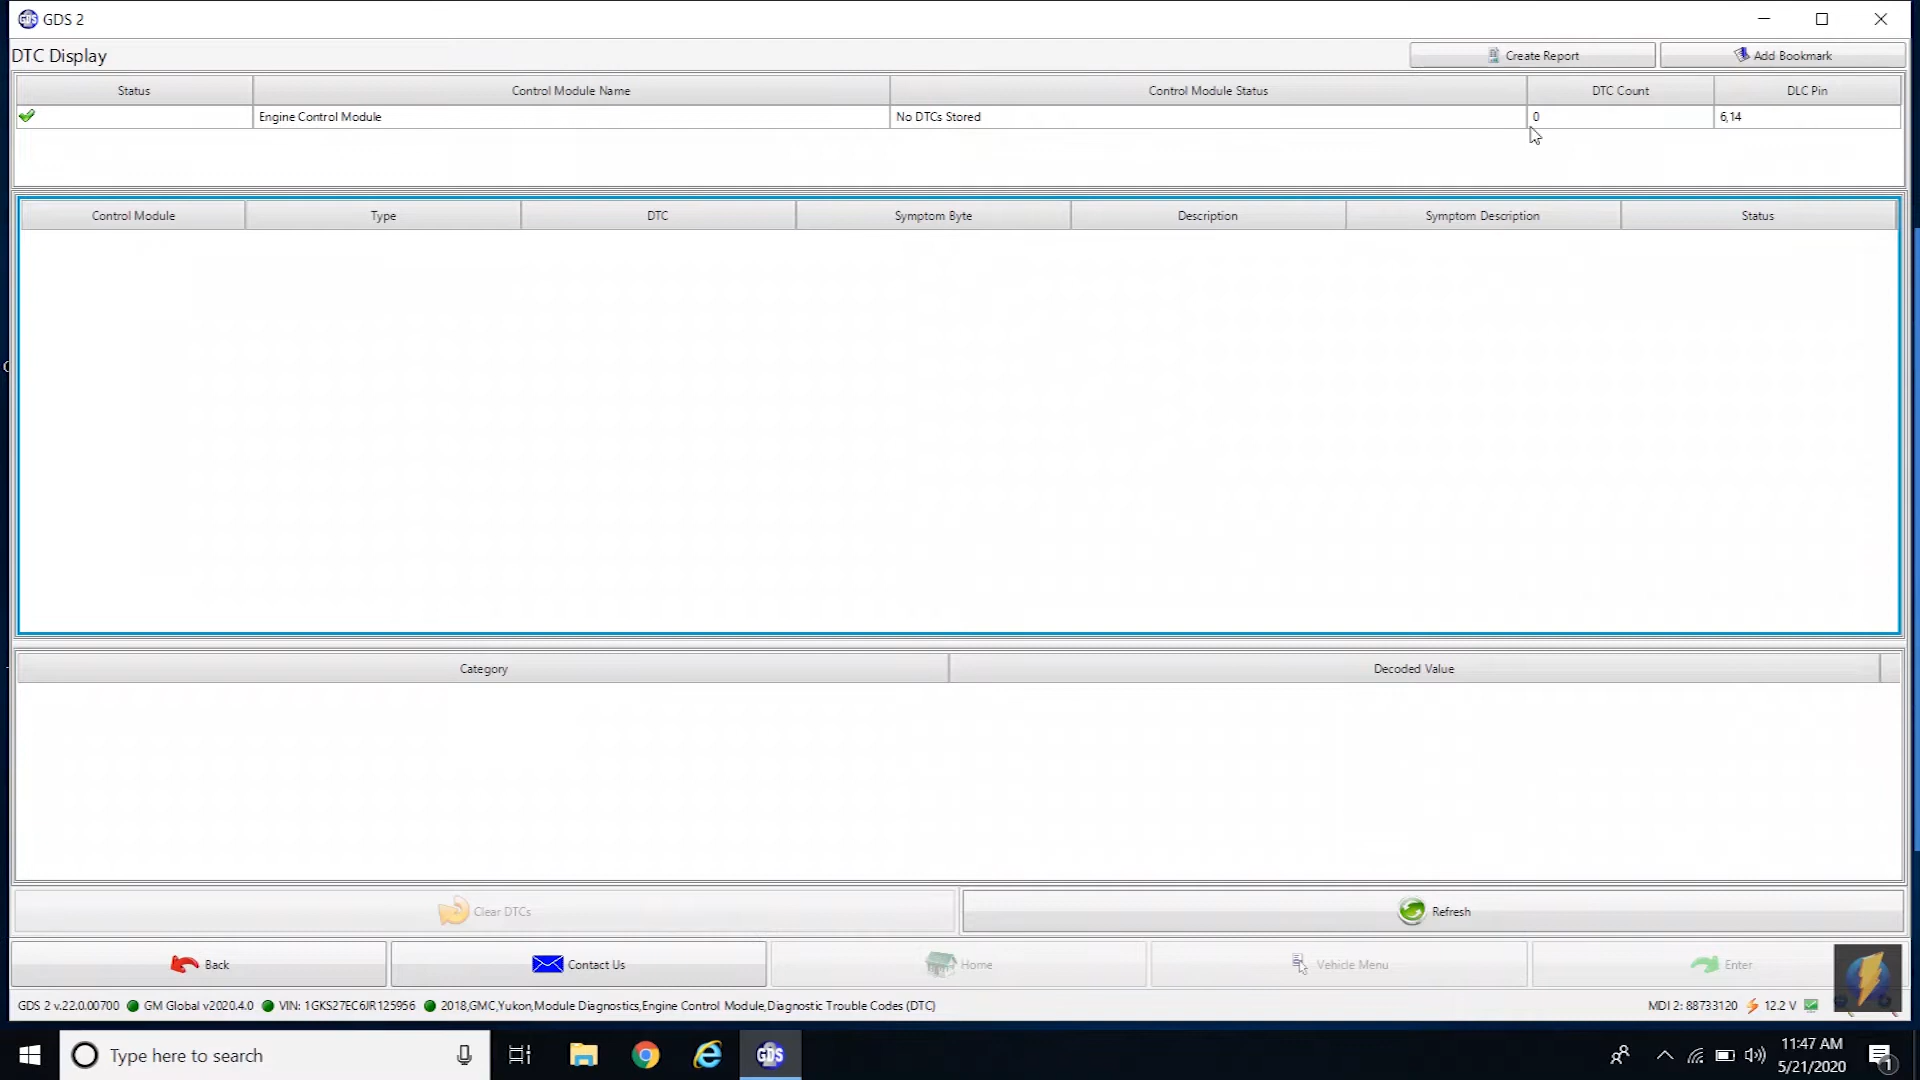 GDS 2
DTC Display
Create Report
Add Bookmark
Status Control Module Name Control Module Status DTC Count DLC Pin
Engine Control Module No DTCs Stored 0 6,14
Control Module Type DTC Symptom Byte Description Symptom Description Status
Category Decoded Value
Clear DTCs Refresh
Back Contact Us Home Vehicle Menu Enter
GDS 2 v.22.0.00700 GM Global v2020.4.0 VIN: 1GKS27EC6JR125956 2018,GMC,Yukon,Module Diagnostics,Engine Control Module,Diagnostic Trouble Codes (DTC) MDI 2: 88733120 12.2 V
Type here to search
GDS
11:47 AM
5/21/2020
1